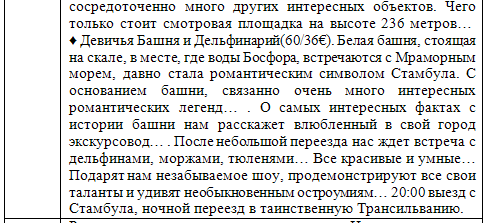 сосредоточенно много других интересных объектов. Чего
только стоит смотровая площадка на высоте 236 метров…
♦ Девичья Башня и Дельфинарий(60/36€). Белая башня, стоящая
на скале, в месте, где воды Босфора, встречаются с Мраморным
морем, давно стала романтическим символом Стамбула. С
основанием башни, связанно очень много интересных
романтических легенд… . О самых интересных фактах с
истории башни нам расскажет влюбленный в свой город
экскурсовод… . После небольшой переезда нас ждет встреча с
дельфинами, моржами, тюленями… Все красивые и умные…
Подарят нам незабываемое шоу, продемонстрируют все свои
таланты и удивят необыкновенным остроумиям… 20:00 выезд с
Стамбула, ночной переезд в таинственную Трансильванию.